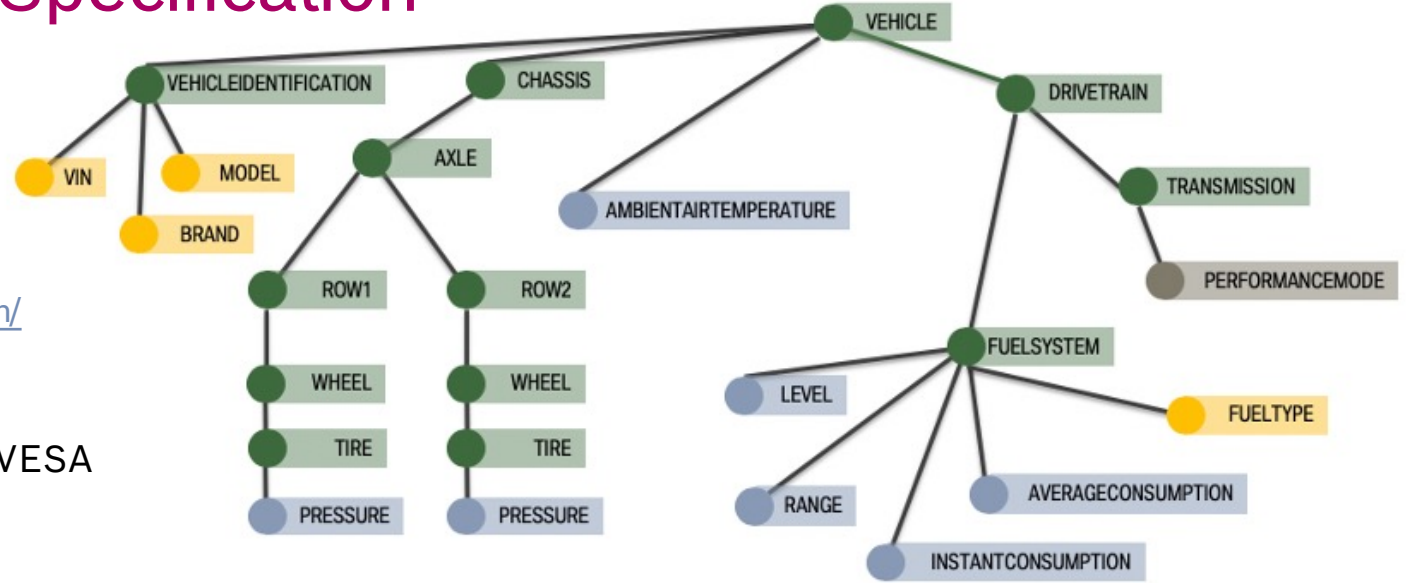 Specification
VEHICLE
VEHICLEIDENTIFICATION
CHASSIS
DRIVETRAIN
AXLE
VIN
MODEL
TRANSMISSION
AMBIENTAIRTEMPERATURE
BRAND
PERFORMANCEMODE
ROW1
ROW2
FUELSYSTEM
WHEEL
WHEEL
LEVEL
FUELTYPE
TIRE
TIRE
VESA
AVERAGECONSUMPTION
RANGE
PRESSURE
PRESSURE
INSTANTCONSUMPTION